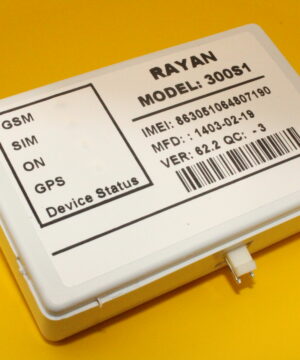 GSM
SIM
ON
GPS
Device Status
RAYAN
MODEL: 300S1
IMEI: 863051064807190
MFD: : 1403-02-19
VER: 62.2 QC: - 3